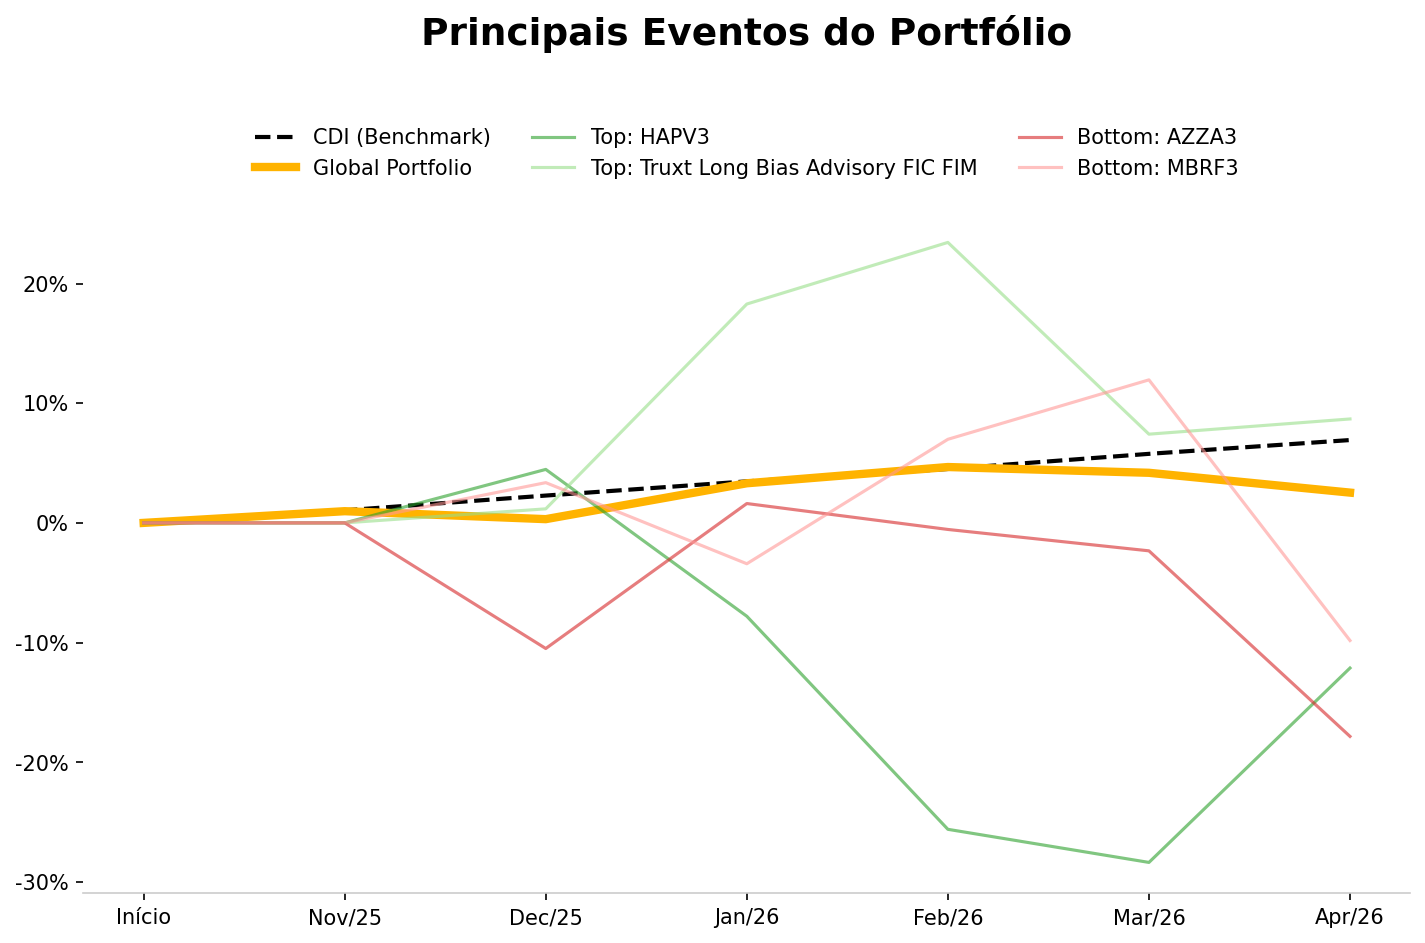 Principais Eventos do Portfólio
CDI (Benchmark)
Global Portfolio
Top: HAPV3
Top: Truxt Long Bias Advisory FIC FIM
Bottom: AZZA3
Bottom: MBRF3
20%
10%
0%
-10%
-20%
-30%
Início Nov/25 Dec/25 Jan/26 Feb/26 Mar/26 Apr/26